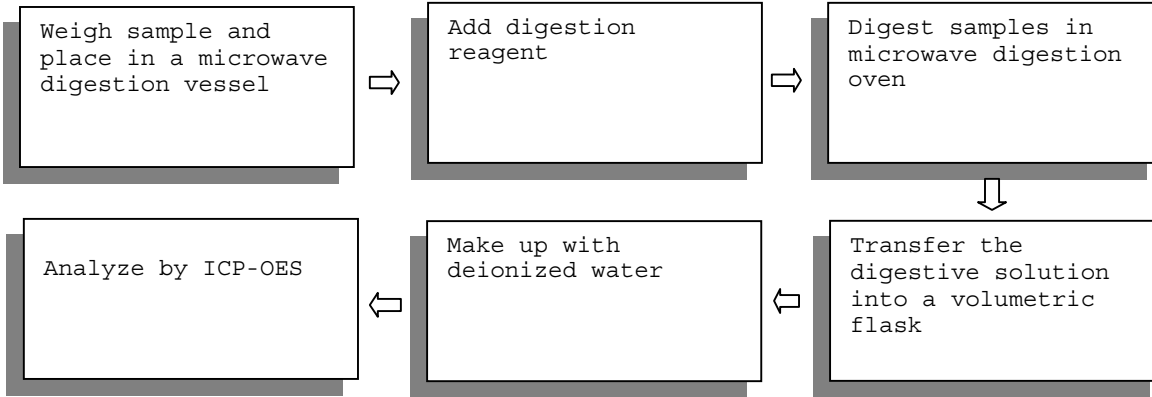 Weigh sample and
place in a microwave
digestion vessel
Add digestion
reagent
Digest samples in
microwave digestion
oven
Transfer the
digestive solution
into a volumetric
flask
Make up with
deionized water
Analyze by ICP-OES